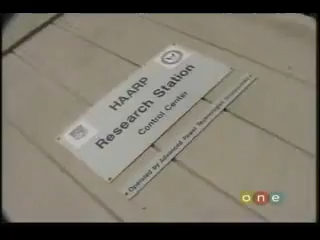 HAARP
Research Station
Control Center
Operated by Advanced Power Technologies Incorporated
one